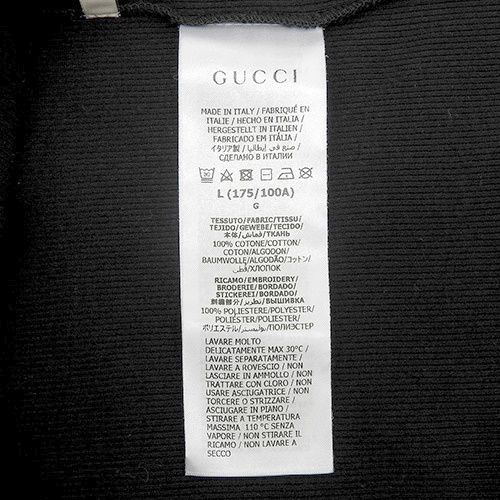 GUCCI
MADE IN ITALY / FABRIQUÉ EN
ITALIE / HECHO EN ITALIA /
HERGESTELLT IN ITALIEN /
FABRICADO EM ITÁLIA /
イタリア製 / صنع في إيطاليا /
СДЕЛАНО В ИТАЛИИ
L (175/100A)
G
TESSUTO/FABRIC/TISSU/
TEJIDO/GEWEBE/TECIDO/
本体/قماش/ТКАНЬ
100% COTONE/COTTON/
COTON/ALGODON/
BAUMWOLLE/ALGODÃO/コットン/
قطن/ХЛОПОК
RICAMO/EMBROIDERY/
BRODERIE/BORDADO/
STICKEREI/BORDADO/
刺繍部分/تطريز/ВЫШИВКА
100% POLIESTERE/POLYESTER/
POLIÉSTER/POLYESTER/
ポリエステル/بوليستر/ПОЛИЭСТЕР
LAVARE MOLTO
DELICATAMENTE MAX 30°C /
LAVARE SEPARATAMENTE /
LAVARE A ROVESCIO / NON
LASCIARE IN AMMOLLO / NON
TRATTARE CON CLORO / NON
USARE ASCIUGATRICE / NON
TORCERE O STRIZZARE /
ASCIUGARE IN PIANO /
STIRARE A TEMPERATURA
MASSIMA 110 °C SENZA
VAPORE / NON STIRARE IL
RICAMO / NON LAVARE A
SECCO